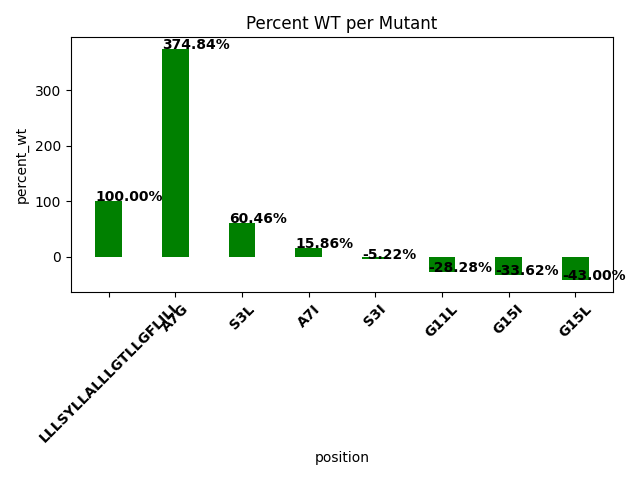 Percent WT per Mutant
percent_wt
300
200
100
0
100.00%
374.84%
60.46%
15.86%
-5.22%
-28.28%
-33.62%
-43.00%
LLLSYLLALLLGTLLGFLILL
A7G
S3L
A7I
S3I
G11L
G15I
G15L
position